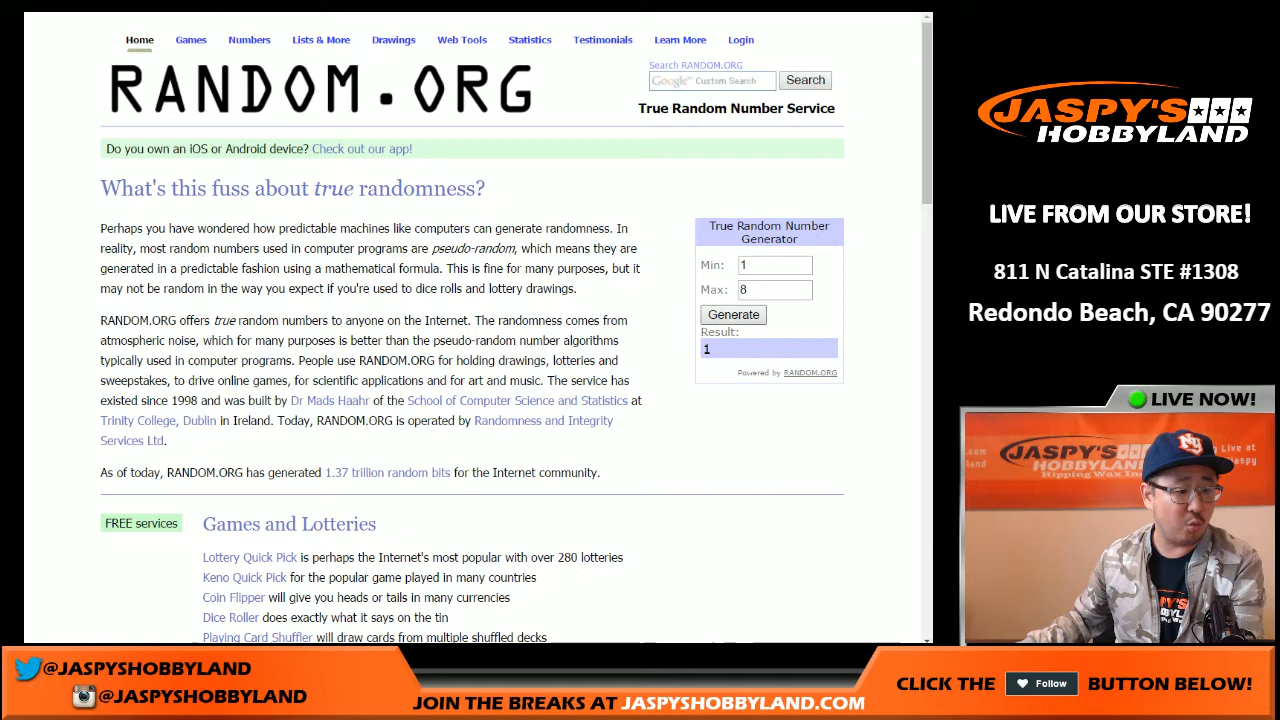 Home Games Numbers Lists & More Drawings Web Tools Statistics Testimonials Learn More Login
RANDOM.ORG
Search RANDOM.ORG
Google™ Custom Search Search
True Random Number Service
Do you own an iOS or Android device? Check out our app!
What's this fuss about true randomness?
Perhaps you have wondered how predictable machines like computers can generate randomness. In
reality, most random numbers used in computer programs are pseudo-random, which means they are
generated in a predictable fashion using a mathematical formula. This is fine for many purposes, but it
may not be random in the way you expect if you're used to dice rolls and lottery drawings.
RANDOM.ORG offers true random numbers to anyone on the Internet. The randomness comes from
atmospheric noise, which for many purposes is better than the pseudo-random number algorithms
typically used in computer programs. People use RANDOM.ORG for holding drawings, lotteries and
sweepstakes, to drive online games, for scientific applications and for art and music. The service has
existed since 1998 and was built by Dr Mads Haahr of the School of Computer Science and Statistics at
Trinity College, Dublin in Ireland. Today, RANDOM.ORG is operated by Randomness and Integrity
Services Ltd.
As of today, RANDOM.ORG has generated 1.37 trillion random bits for the Internet community.
True Random Number
Generator
Min: 1
Max: 8
Generate
Result:
1
Powered by RANDOM.ORG
FREE services
Games and Lotteries
Lottery Quick Pick is perhaps the Internet's most popular with over 280 lotteries
Keno Quick Pick for the popular game played in many countries
Coin Flipper will give you heads or tails in many currencies
Dice Roller does exactly what it says on the tin
Playing Card Shuffler will draw cards from multiple shuffled decks
JASPY'S
HOBBYLAND
LIVE FROM OUR STORE!
811 N Catalina STE #1308
Redondo Beach, CA 90277
LIVE NOW!
.com
land
JASPY'S
HOBBYLAND
Ripping Wax Inc
Live at
jaspy
NY
JASPY'S
@JASPYSHOBBYLAND
@JASPYSHOBBYLAND
JOIN THE BREAKS AT JASPYSHOBBYLAND.COM
CLICK THE Follow BUTTON BELOW!